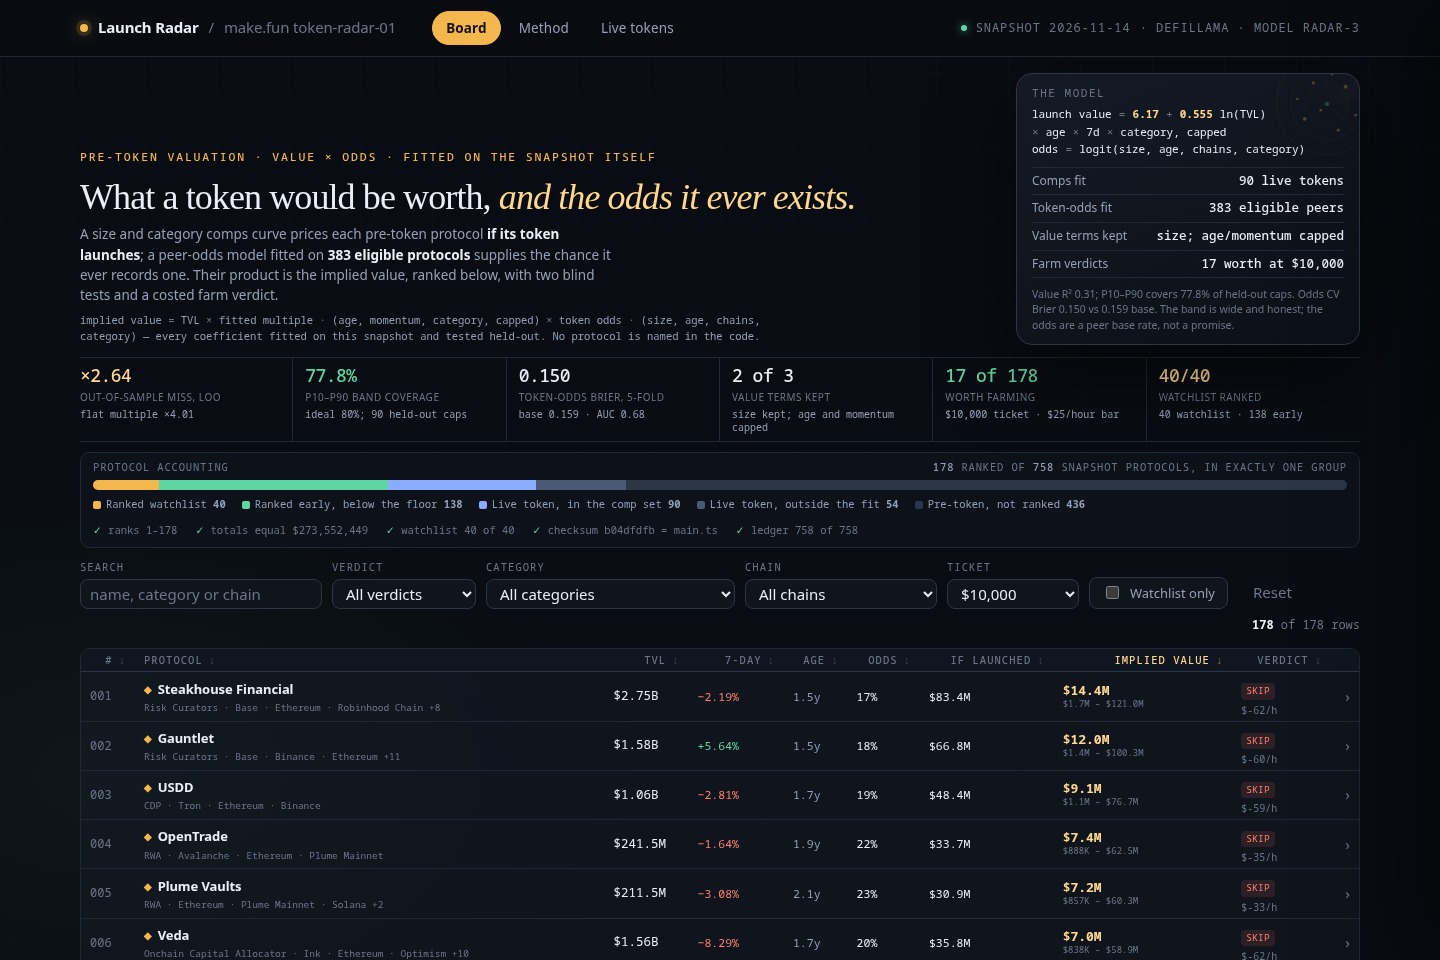 Launch Radar / make.fun token-radar-01 Board Method Live tokens SNAPSHOT 2026-11-14 · DEFILLAMA · MODEL RADAR-3
THE MODEL
launch value = 6.17 + 0.555 ln(TVL)
× age × 7d × category, capped
odds = logit(size, age, chains, category)
Comps fit 90 live tokens
Token-odds fit 383 eligible peers
Value terms kept size; age/momentum capped
Farm verdicts 17 worth at $10,000
Value R² 0.31; P10–P90 covers 77.8% of held-out caps. Odds CV
Brier 0.150 vs 0.159 base. The band is wide and honest; the
odds are a peer base rate, not a promise.
PRE-TOKEN VALUATION · VALUE × ODDS · FITTED ON THE SNAPSHOT ITSELF
What a token would be worth, and the odds it ever exists.
A size and category comps curve prices each pre-token protocol if its token
launches; a peer-odds model fitted on 383 eligible protocols supplies the chance it
ever records one. Their product is the implied value, ranked below, with two blind
tests and a costed farm verdict.
implied value = TVL × fitted multiple · (age, momentum, category, capped) × token odds · (size, age, chains,
category) — every coefficient fitted on this snapshot and tested held-out. No protocol is named in the code.
×2.64 77.8% 0.150 2 of 3 17 of 178 40/40
OUT-OF-SAMPLE MISS, LOO P10–P90 BAND COVERAGE TOKEN-ODDS BRIER, 5-FOLD VALUE TERMS KEPT WORTH FARMING WATCHLIST RANKED
flat multiple ×4.01 ideal 80%; 90 held-out caps base 0.159 · AUC 0.68 size kept; age and momentum $10,000 ticket · $25/hour bar 40 watchlist · 138 early
capped
PROTOCOL ACCOUNTING 178 RANKED OF 758 SNAPSHOT PROTOCOLS, IN EXACTLY ONE GROUP
Ranked watchlist 40 Ranked early, below the floor 138 Live token, in the comp set 90 Live token, outside the fit 54 Pre-token, not ranked 436
✓ ranks 1–178 ✓ totals equal $273,552,449 ✓ watchlist 40 of 40 ✓ checksum b04dfdfb = main.ts ✓ ledger 758 of 758
SEARCH VERDICT CATEGORY CHAIN TICKET
name, category or chain All verdicts All categories All chains $10,000 Watchlist only Reset
178 of 178 rows
# ↕ PROTOCOL ↕ TVL ↕ 7-DAY ↕ AGE ↕ ODDS ↕ IF LAUNCHED ↕ IMPLIED VALUE ↓ VERDICT ↕
001 ◆ Steakhouse Financial $2.75B −2.19% 1.5y 17% $83.4M $14.4M SKIP ›
Risk Curators · Base · Ethereum · Robinhood Chain +8 $1.7M – $121.0M $-62/h
002 ◆ Gauntlet $1.58B +5.64% 1.5y 18% $66.8M $12.0M SKIP ›
Risk Curators · Base · Binance · Ethereum +11 $1.4M – $100.3M $-60/h
003 ◆ USDD $1.06B −2.81% 1.7y 19% $48.4M $9.1M SKIP ›
CDP · Tron · Ethereum · Binance $1.1M – $76.7M $-59/h
004 ◆ OpenTrade $241.5M −1.64% 1.9y 22% $33.7M $7.4M SKIP ›
RWA · Avalanche · Ethereum · Plume Mainnet $888K – $62.5M $-35/h
005 ◆ Plume Vaults $211.5M −3.08% 2.1y 23% $30.9M $7.2M SKIP ›
RWA · Ethereum · Plume Mainnet · Solana +2 $857K – $60.3M $-33/h
006 ◆ Veda $1.56B −8.29% 1.7y 20% $35.8M $7.0M SKIP ›
Onchain Capital Allocator · Ink · Ethereum · Optimism +10 $838K – $58.9M $-62/h